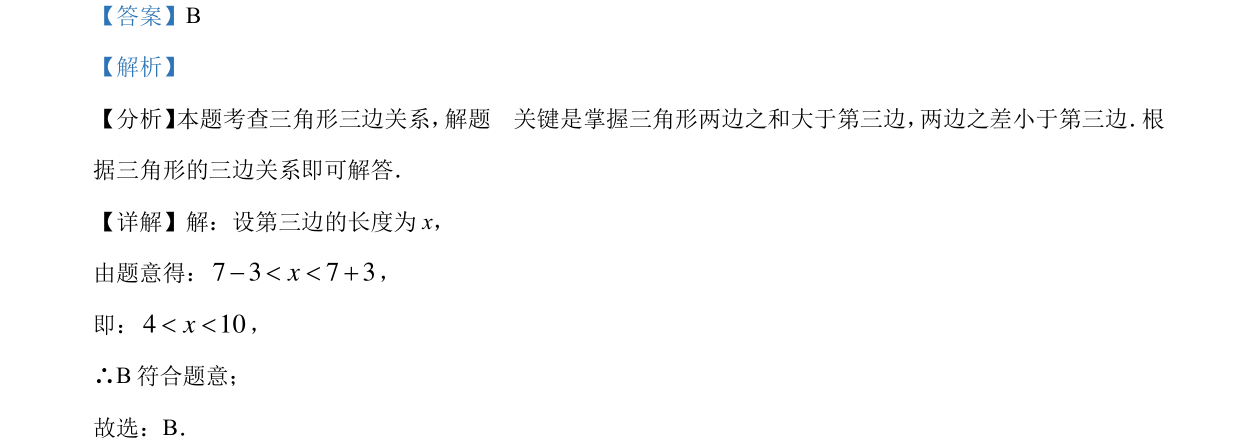 【答案】B
【解析】
【分析】本题考查三角形三边关系，解题　关键是掌握三角形两边之和大于第三边，两边之差小于第三边．根
据三角形的三边关系即可解答．
【详解】解：设第三边的长度为 x，
由题意得：7－3＜x＜7＋3，
即：4＜x＜10，
∴B 符合题意；
故选：B．